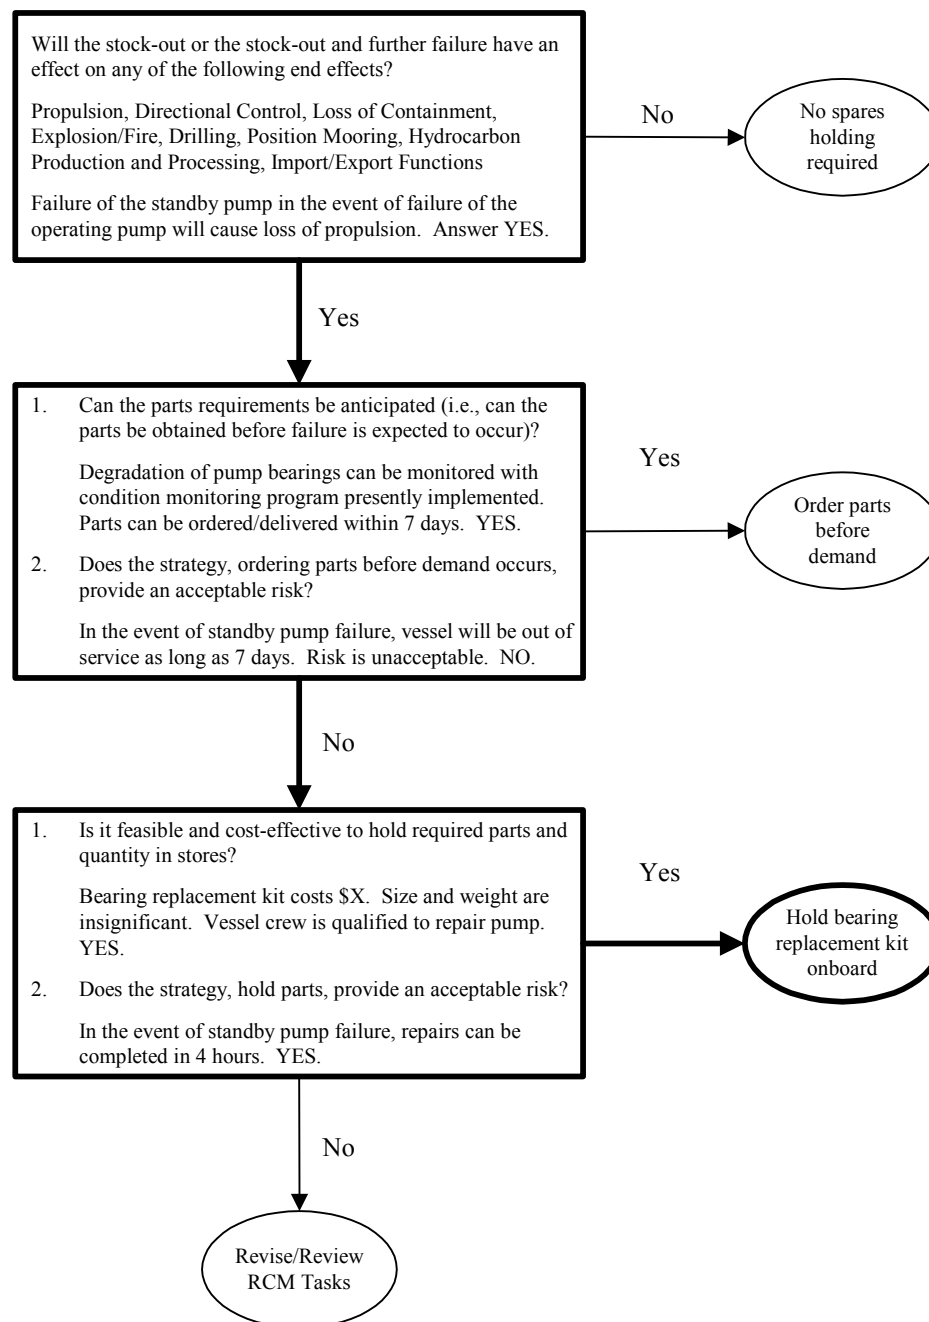 Will the stock-out or the stock-out and further failure have an
effect on any of the following end effects?
Propulsion, Directional Control, Loss of Containment,
Explosion/Fire, Drilling, Position Mooring, Hydrocarbon
Production and Processing, Import/Export Functions
Failure of the standby pump in the event of failure of the
operating pump will cause loss of propulsion. Answer YES.
No
No spares
holding
required
Yes
1. Can the parts requirements be anticipated (i.e., can the
parts be obtained before failure is expected to occur)?
Degradation of pump bearings can be monitored with
condition monitoring program presently implemented.
Parts can be ordered/delivered within 7 days. YES.
2. Does the strategy, ordering parts before demand occurs,
provide an acceptable risk?
In the event of standby pump failure, vessel will be out of
service as long as 7 days. Risk is unacceptable. NO.
Yes
Order parts
before
demand
No
1. Is it feasible and cost-effective to hold required parts and
quantity in stores?
Bearing replacement kit costs $X. Size and weight are
insignificant. Vessel crew is qualified to repair pump.
YES.
2. Does the strategy, hold parts, provide an acceptable risk?
In the event of standby pump failure, repairs can be
completed in 4 hours. YES.
Yes
Hold bearing
replacement kit
onboard
No
Revise/Review
RCM Tasks